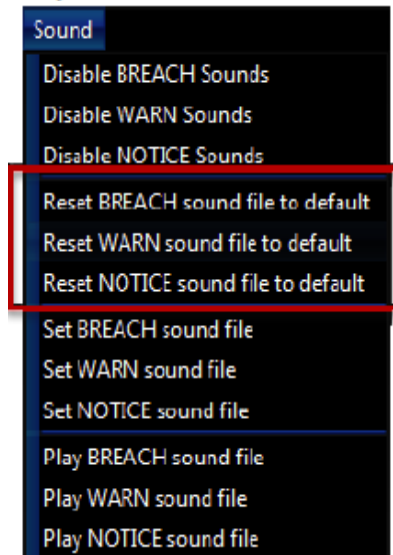 Sound
Disable BREACH Sounds
Disable WARN Sounds
Disable NOTICE Sounds
Reset BREACH sound file to default
Reset WARN sound file to default
Reset NOTICE sound file to default
Set BREACH sound file
Set WARN sound file
Set NOTICE sound file
Play BREACH sound file
Play WARN sound file
Play NOTICE sound file